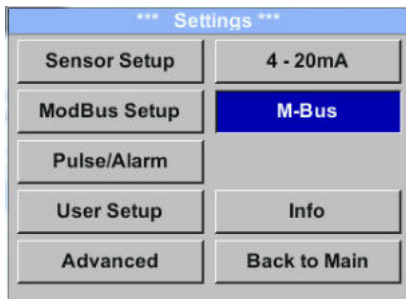 *** Settings ***
Sensor Setup
4 - 20mA
ModBus Setup
M-Bus
Pulse/Alarm
User Setup
Info
Advanced
Back to Main